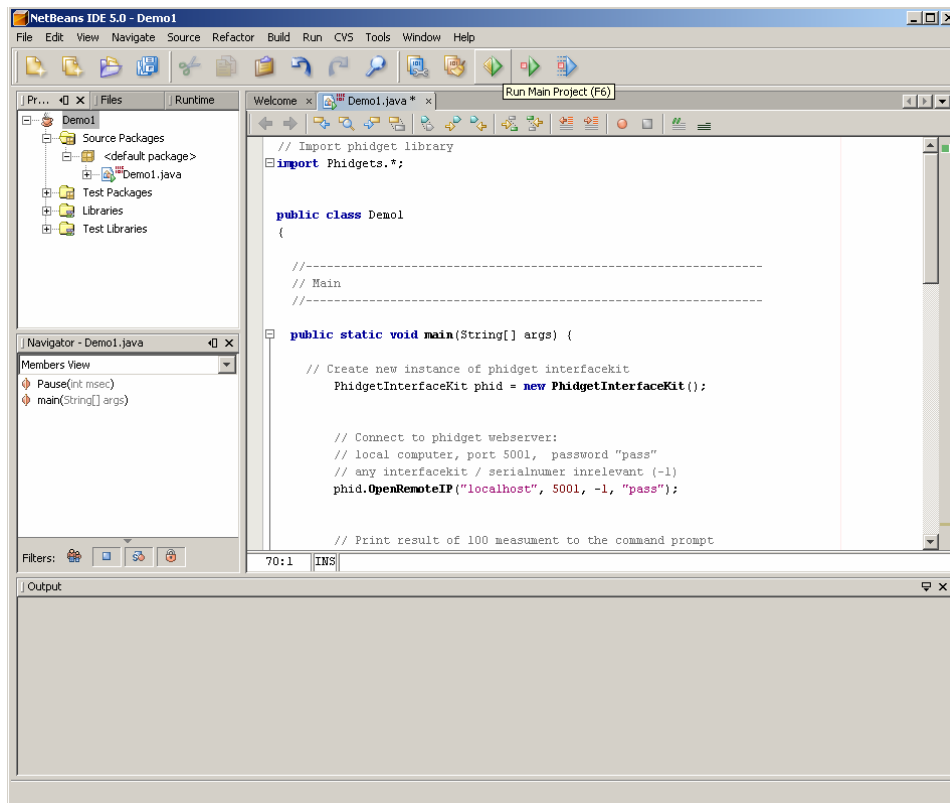 NetBeans IDE 5.0 - Demo1
File Edit View Navigate Source Refactor Build Run CVS Tools Window Help
Run Main Project (F6)
Pr... Files Runtime
Demo1
Source Packages
<default package>
Demo1.java
Test Packages
Libraries
Test Libraries
Navigator - Demo1.java
Members View
Pause(int msec)
main(String[] args)
Filters:
Welcome Demo1.java *
// Import phidget library
import Phidgets.*;
public class Demo1
{
//-----------------------------------------------------------------
// Main
//-----------------------------------------------------------------
public static void main(String[] args) {
// Create new instance of phidget interfacekit
PhidgetInterfaceKit phid = new PhidgetInterfaceKit();
// Connect to phidget webserver:
// local computer, port 5001, password "pass"
// any interfacekit / serialnumer inrelevant (-1)
phid.OpenRemoteIP("localhost", 5001, -1, "pass");
// Print result of 100 measument to the command prompt
70:1 INS
Output